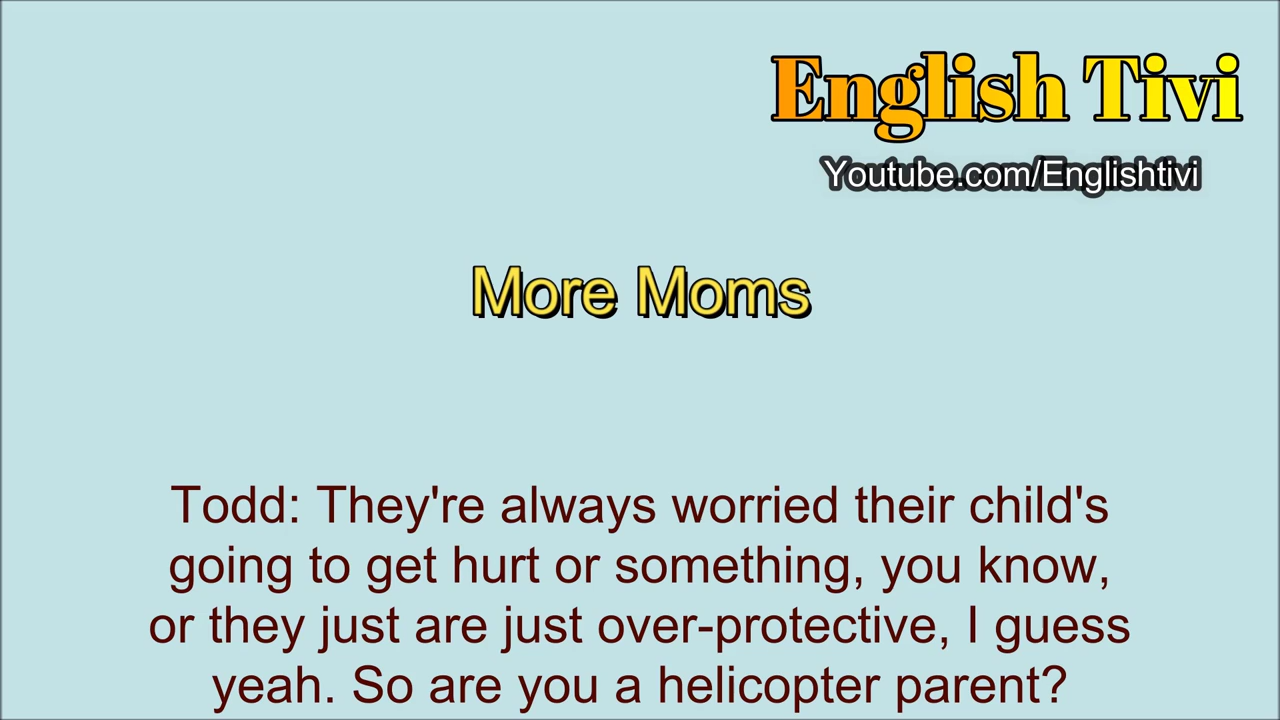 English Tivi
Youtube.com/Englishtivi
More Moms
Todd: They're always worried their child's
going to get hurt or something, you know,
or they just are just over-protective, I guess
yeah. So are you a helicopter parent?